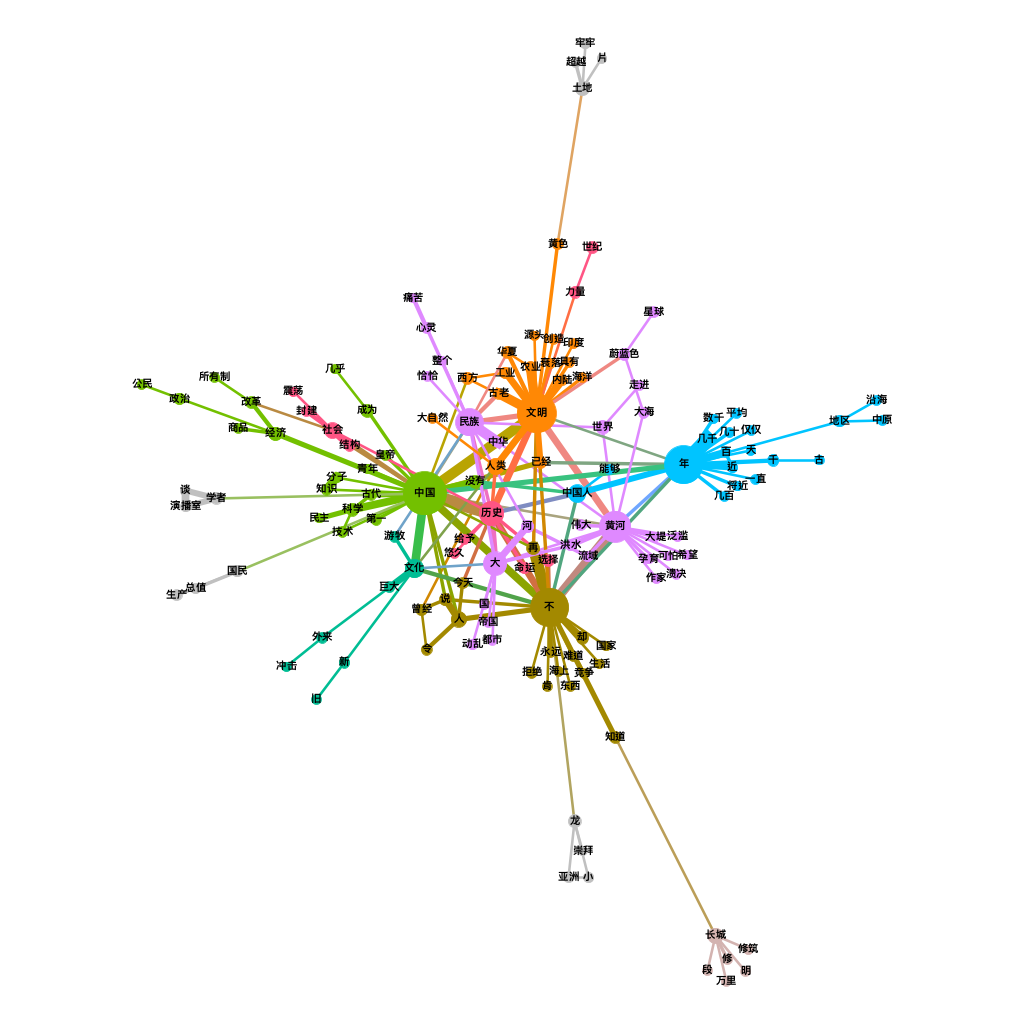 牢牢
超越
片
土地
黄色
世纪
力量
痛苦
心灵
星球
源头
创造
印度
华夏
蔚蓝色
整个
农业
衰落
具有
几乎
恰恰
西方
工业
内陆
海洋
公民
所有制
走进
政治
改革
震荡
古老
沿海
封建
成为
大自然
民族
文明
大海
数千
平均
地区
中原
商品
经济
社会
世界
几千
几十
仅仅
结构
中华
皇帝
百
天
青年
人类
已经
能够
年
近
千
古
分子
没有
直
知识
古代
中国
中国人
将近
几百
谈
学者
演播室
科学
历史
民主
第一
技术
游牧
给予
河
伟大
黄河
大堤
泛滥
悠久
再
洪水
选择
流域
孕育
可怕
希望
国民
文化
大
命运
作家
溃决
生产
总值
巨大
今天
曾经
说
国
不
人
帝国
外来
令
动乱
都市
却
国家
冲击
新
永远
难道
生活
拒绝
海上
竞争
肯
东西
旧
知道
龙
崇拜
亚洲
小
长城
修筑
修
段
明
万里